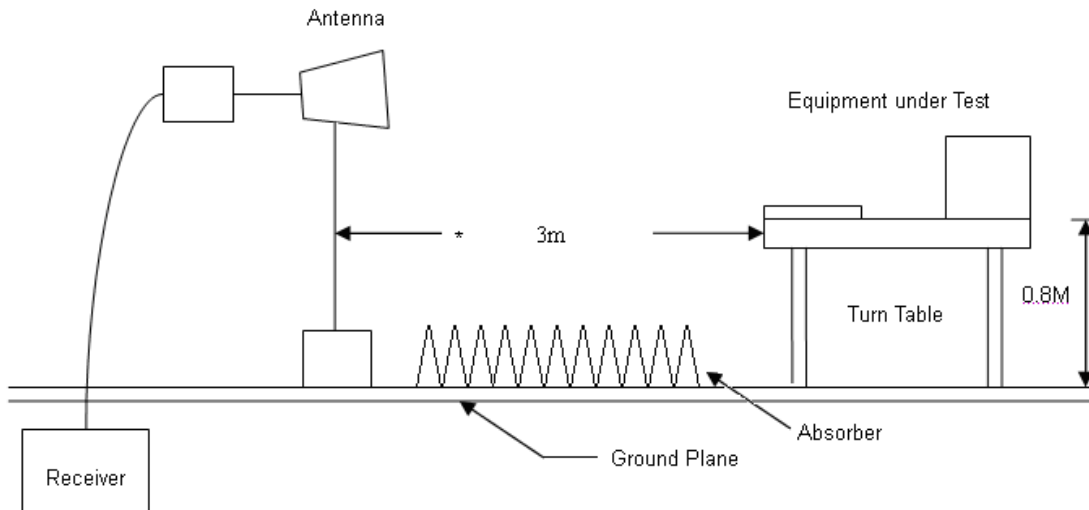 Antenna
Equipment under Test
* 3m
0.8M
Turn Table
Absorber
Ground Plane
Receiver